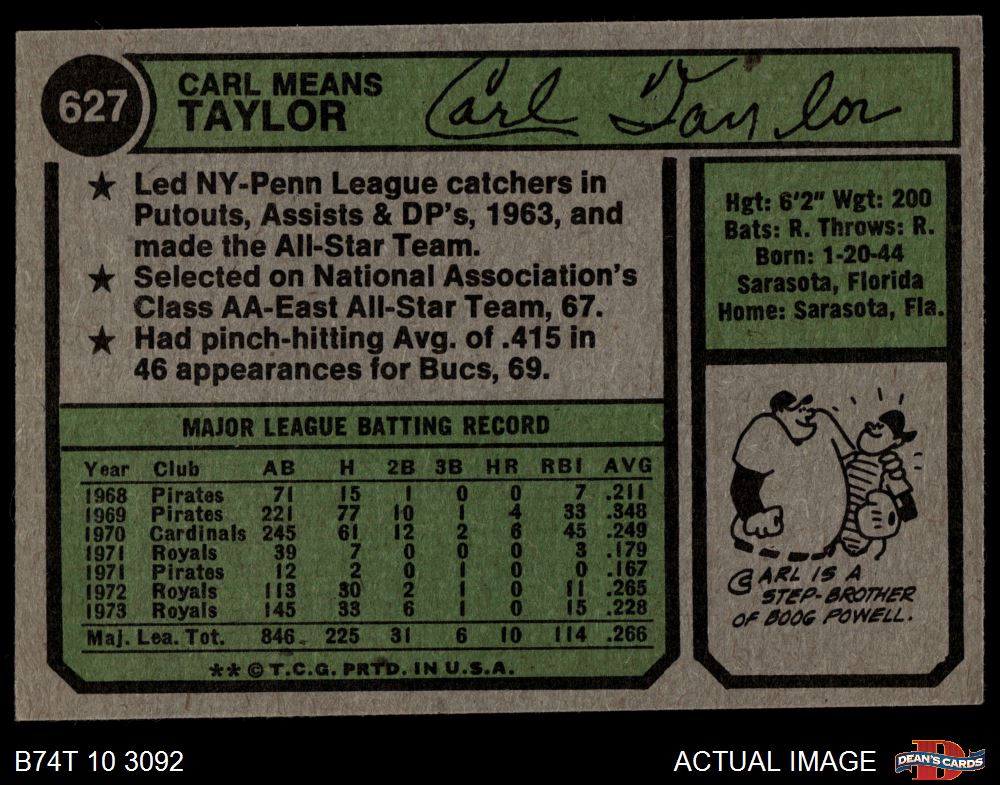 627
CARL MEANS
TAYLOR
Carl Taylor
★ Led NY-Penn League catchers in
Putouts, Assists & DP's, 1963, and
made the All-Star Team.
★ Selected on National Association's
Class AA-East All-Star Team, 67.
★ Had pinch-hitting Avg. of .415 in
46 appearances for Bucs, 69.
Hgt: 6'2" Wgt: 200
Bats: R. Throws: R.
Born: 1-20-44
Sarasota, Florida
Home: Sarasota, Fla.
MAJOR LEAGUE BATTING RECORD
Year Club AB H 2B 3B HR RBI AVG
1968 Pirates 71 15 1 0 0 7 .211
1969 Pirates 221 77 10 1 4 33 .348
1970 Cardinals 245 61 12 2 6 45 .249
1971 Royals 39 7 0 0 0 3 .179
1971 Pirates 12 2 0 1 0 0 .167
1972 Royals 113 30 2 1 0 11 .265
1973 Royals 145 33 6 1 0 15 .228
Maj. Lea. Tot. 846 225 31 6 10 114 .266
**© T.C.G. PRTD. IN U.S.A.
CARL IS A
STEP-BROTHER
OF BOOG POWELL.
B74T 10 3092
ACTUAL IMAGE
D
DEAN'S CARDS